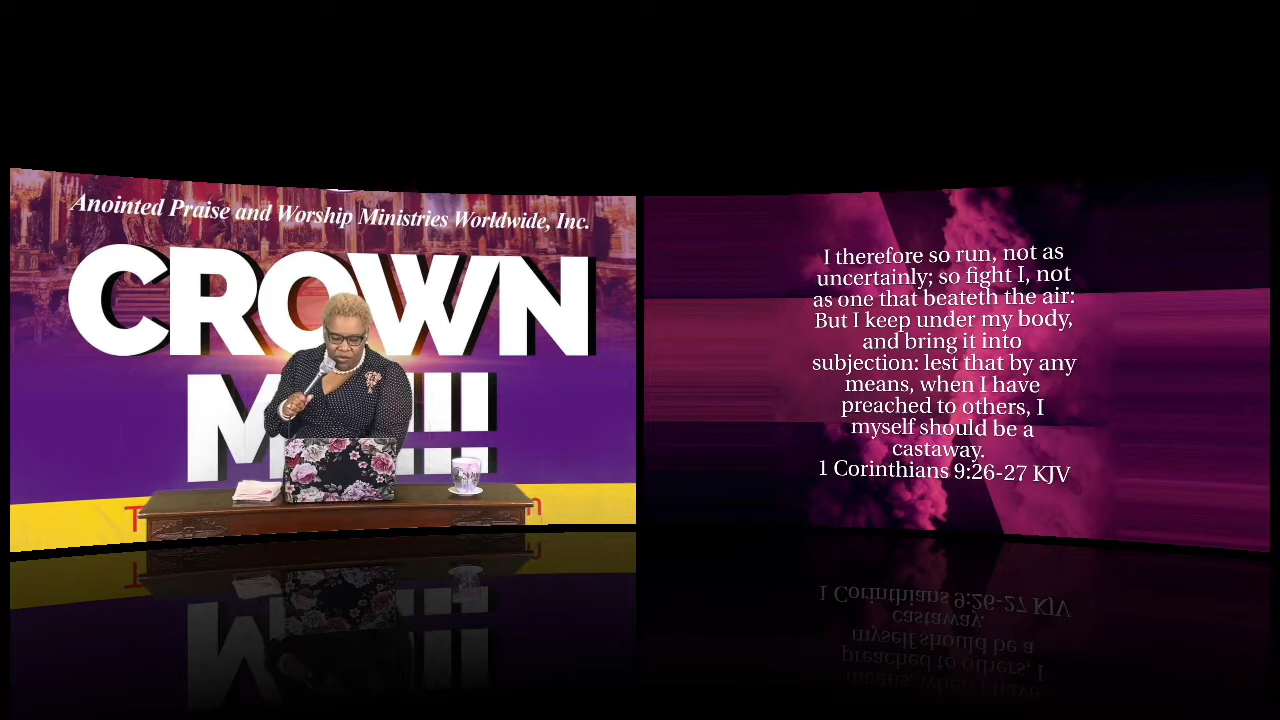 Anointed Praise and Worship Ministries Worldwide, Inc.
CROWN
M !!!
I therefore so run, not as
uncertainly; so fight I, not
as one that beateth the air:
But I keep under my body,
and bring it into
subjection: lest that by any
means, when I have
preached to others, I
myself should be a
castaway.
1 Corinthians 9:26-27 KJV